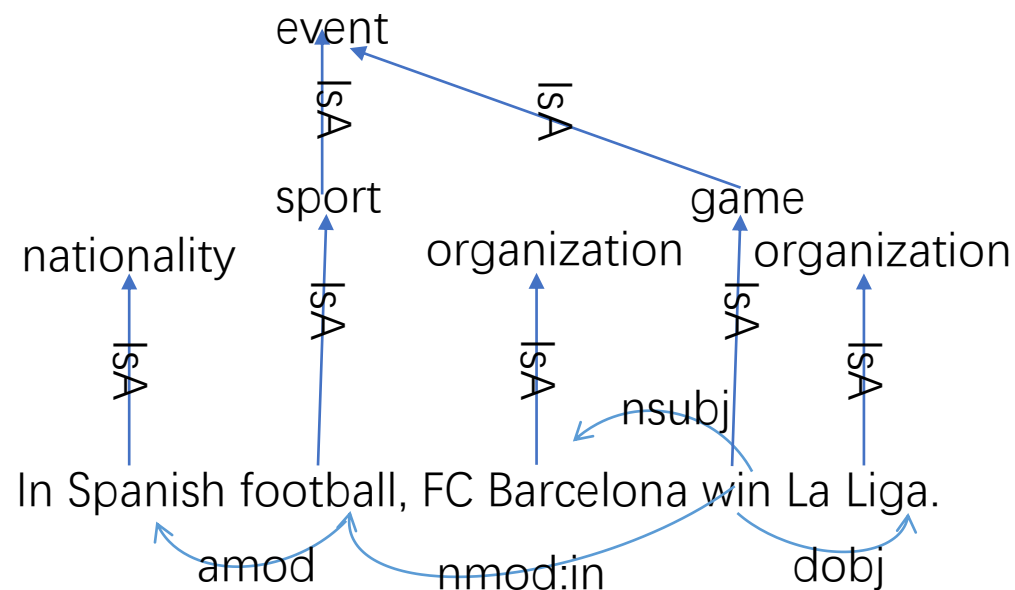 event
IsA
IsA
sport
game
nationality
organization
organization
IsA
IsA
IsA
IsA
IsA
nsubj
In Spanish football, FC Barcelona win La Liga.
amod
nmod:in
dobj